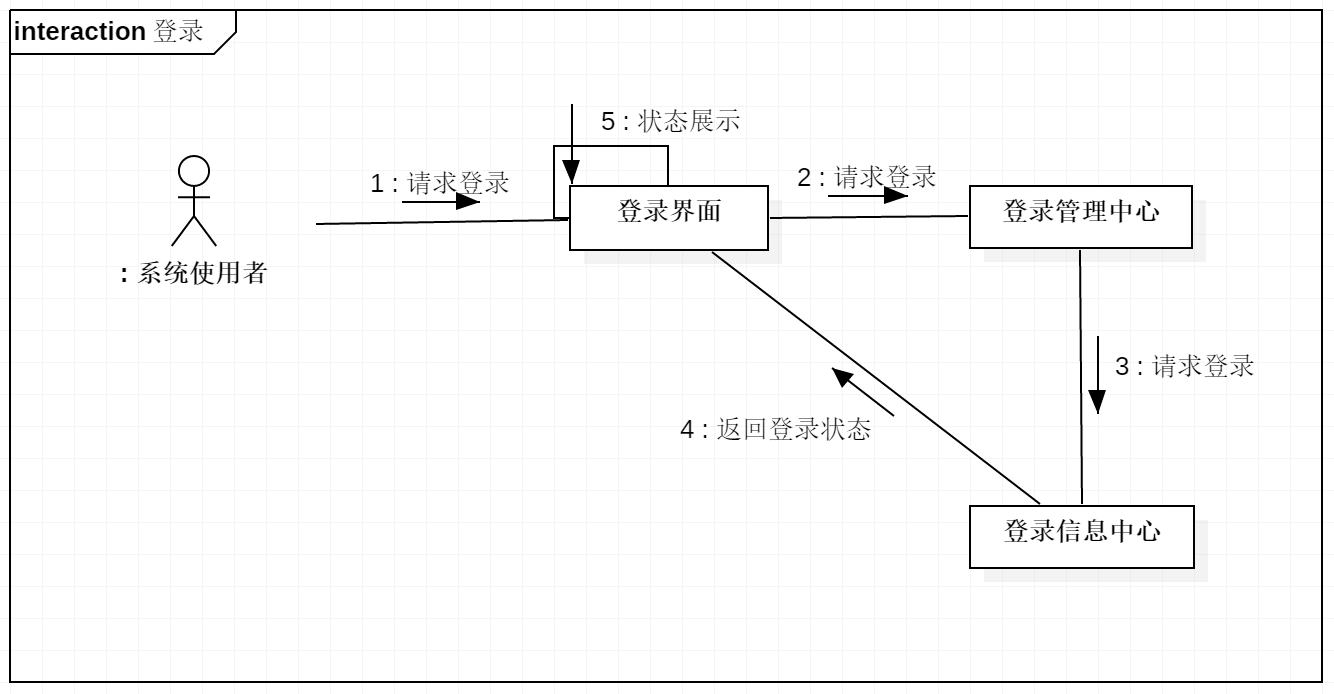 interaction 登录
5 : 状态展示
1 : 请求登录
2 : 请求登录
登录界面
登录管理中心
: 系统使用者
3 : 请求登录
4 : 返回登录状态
登录信息中心